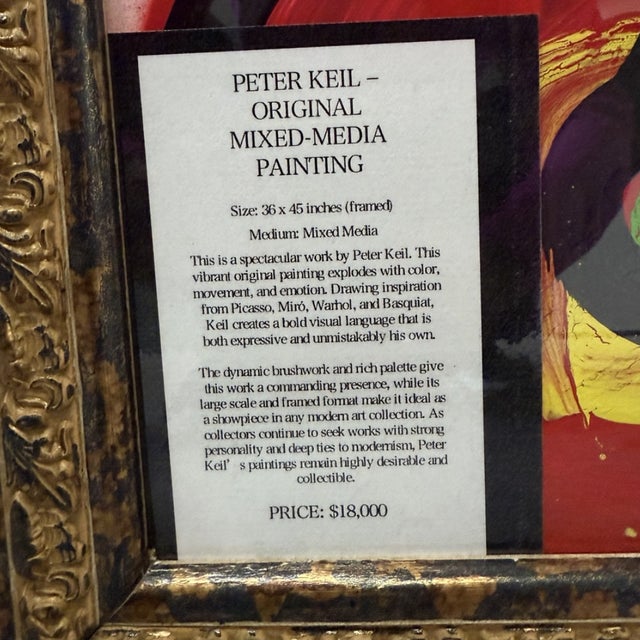 PETER KEIL –
ORIGINAL
MIXED-MEDIA
PAINTING
Size: 36 x 45 inches (framed)
Medium: Mixed Media
This is a spectacular work by Peter Keil. This
vibrant original painting explodes with color,
movement, and emotion. Drawing inspiration
from Picasso, Miró, Warhol, and Basquiat,
Keil creates a bold visual language that is
both expressive and unmistakably his own.
The dynamic brushwork and rich palette give
this work a commanding presence, while its
large scale and framed format make it ideal as
a showpiece in any modern art collection. As
collectors continue to seek works with strong
personality and deep ties to modernism, Peter
Keil’ s paintings remain highly desirable and
collectible.
PRICE: $18,000